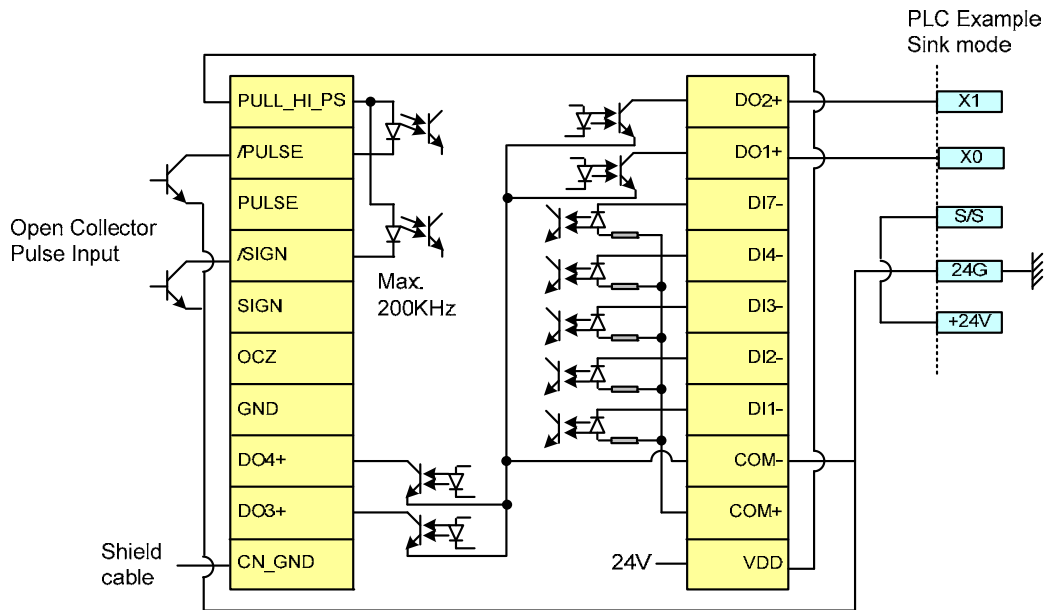 PLC Example
Sink mode
PULL_HI_PS
/PULSE
PULSE
/SIGN
SIGN
OCZ
GND
DO4+
DO3+
CN_GND
Open Collector
Pulse Input
Shield
cable
Max.
200KHz
DO2+
DO1+
DI7-
DI4-
DI3-
DI2-
DI1-
COM-
COM+
VDD
24V
X1
X0
S/S
24G
+24V